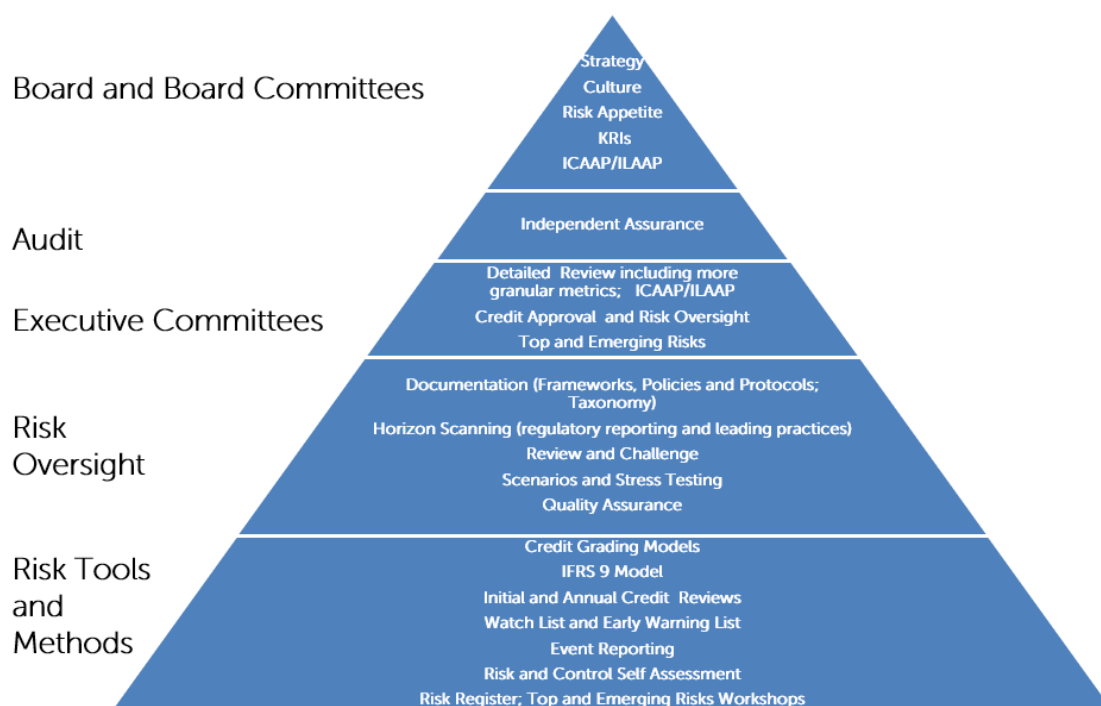 Board and Board Committees
Strategy
Culture
Risk Appetite
KRIs
ICAAP/ILAAP
Audit
Independent Assurance
Executive Committees
Detailed Review including more
granular metrics; ICAAP/ILAAP
Credit Approval and Risk Oversight
Top and Emerging Risks
Risk
Oversight
Documentation (Frameworks, Policies and Protocols;
Taxonomy)
Horizon Scanning (regulatory reporting and leading practices)
Review and Challenge
Scenarios and Stress Testing
Quality Assurance
Risk Tools
and
Methods
Credit Grading Models
IFRS 9 Model
Initial and Annual Credit Reviews
Watch List and Early Warning List
Event Reporting
Risk and Control Self Assessment
Risk Register; Top and Emerging Risks Workshops